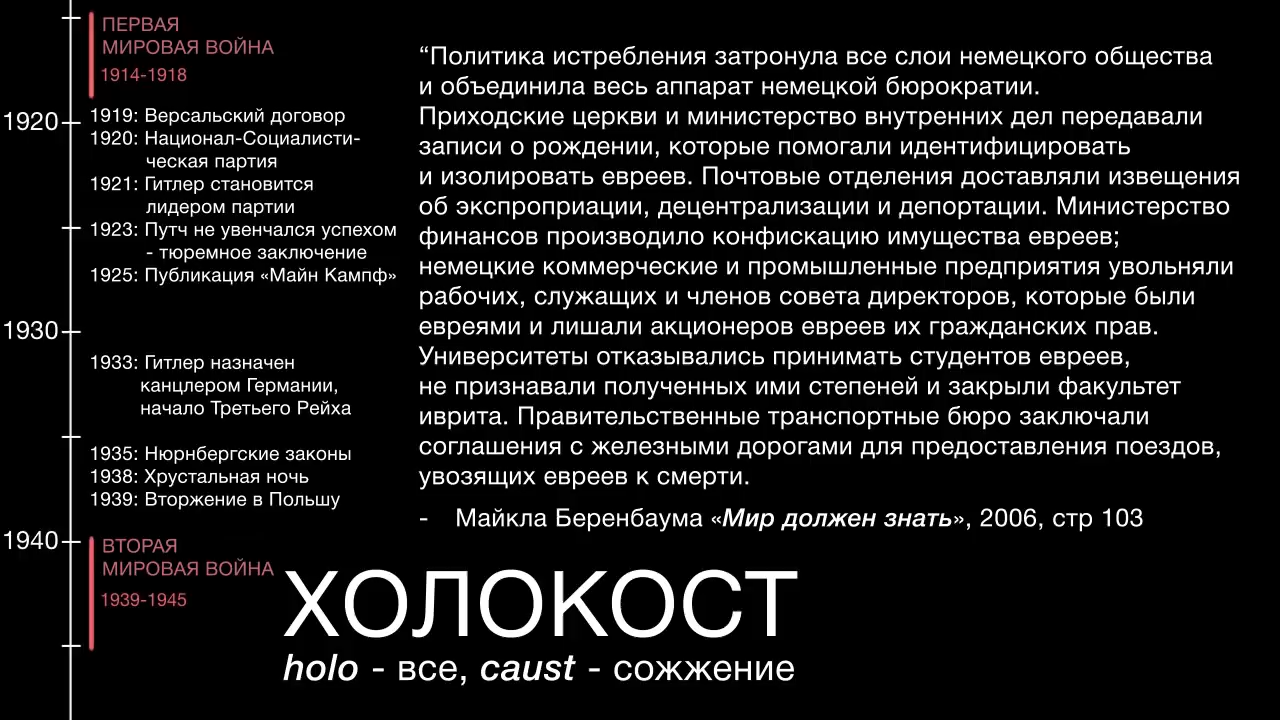 ПЕРВАЯ
МИРОВАЯ ВОЙНА
1914-1918
1920
1919: Версальский договор
1920: Национал-Социалисти-
ческая партия
1921: Гитлер становится
лидером партии
1923: Путч не увенчался успехом
- тюремное заключение
1925: Публикация «Майн Кампф»
1930
1933: Гитлер назначен
канцлером Германии,
начало Третьего Рейха
1935: Нюрнбергские законы
1938: Хрустальная ночь
1939: Вторжение в Польшу
1940
ВТОРАЯ
МИРОВАЯ ВОЙНА
1939-1945
“Политика истребления затронула все слои немецкого общества
и объединила весь аппарат немецкой бюрократии.
Приходские церкви и министерство внутренних дел передавали
записи о рождении, которые помогали идентифицировать
и изолировать евреев. Почтовые отделения доставляли извещения
об экспроприации, децентрализации и депортации. Министерство
финансов производило конфискацию имущества евреев;
немецкие коммерческие и промышленные предприятия увольняли
рабочих, служащих и членов совета директоров, которые были
евреями и лишали акционеров евреев их гражданских прав.
Университеты отказывались принимать студентов евреев,
не признавали полученных ими степеней и закрыли факультет
иврита. Правительственные транспортные бюро заключали
соглашения с железными дорогами для предоставления поездов,
увозящих евреев к смерти.
- Майкла Беренбаума «Мир должен знать», 2006, стр 103
ХОЛОКОСТ
holo - все, caust - сожжение